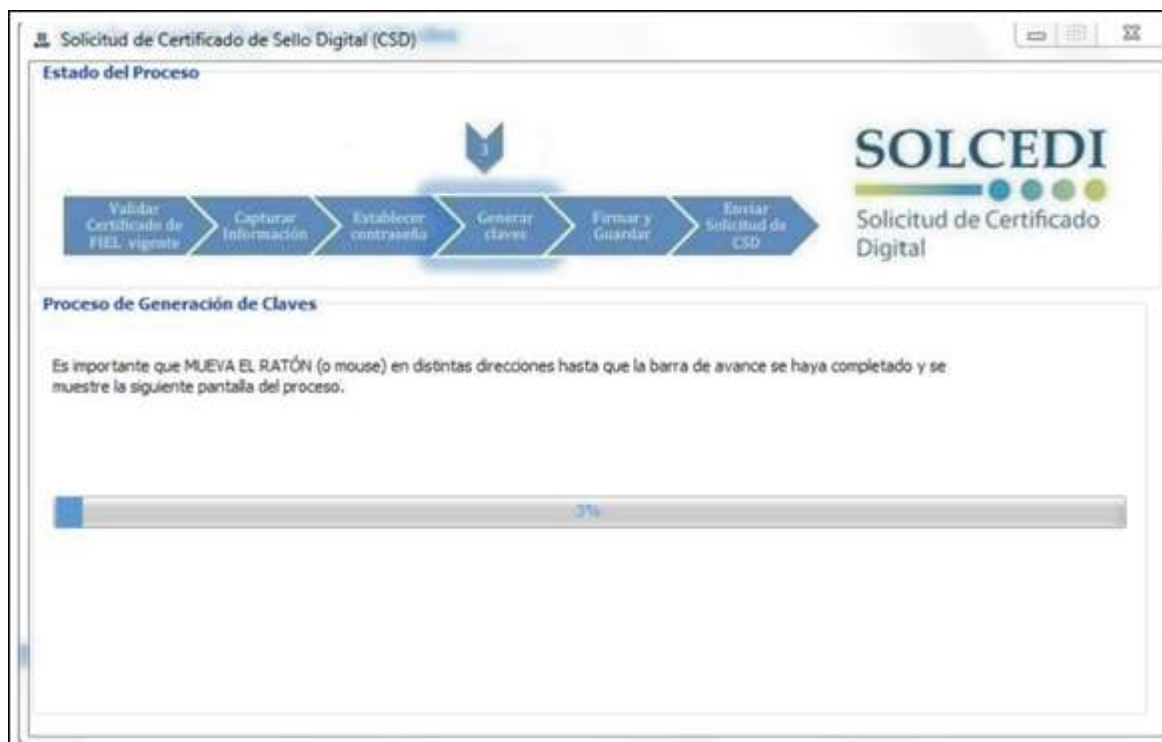 Solicitud de Certificado de Sello Digital (CSD)
Estado del Proceso
3
SOLCEDI
Solicitud de Certificado
Digital
Validar
Certificado de
FIEL vigente
Capturar
Información
Establecer
contraseña
Generar
claves
Firmar y
Guardar
Enviar
Solicitud de
CSD
Proceso de Generación de Claves
Es importante que MUEVA EL RATÓN (o mouse) en distintas direcciones hasta que la barra de avance se haya completado y se
muestre la siguiente pantalla del proceso.
3%